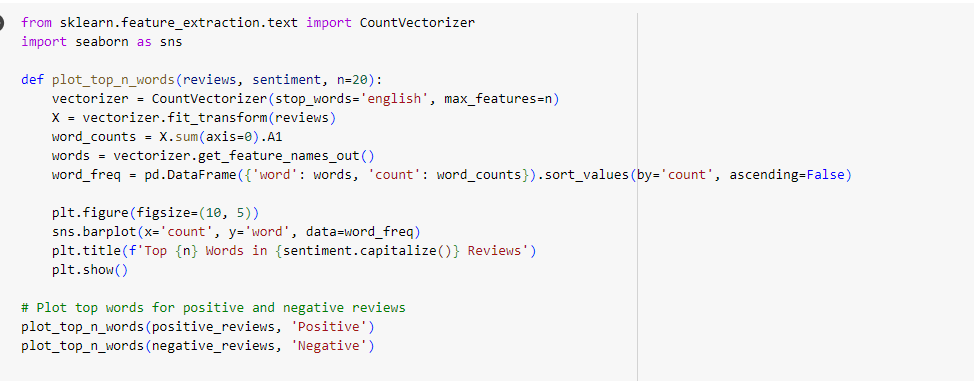 from sklearn.feature_extraction.text import CountVectorizer
import seaborn as sns

def plot_top_n_words(reviews, sentiment, n=20):
    vectorizer = CountVectorizer(stop_words='english', max_features=n)
    X = vectorizer.fit_transform(reviews)
    word_counts = X.sum(axis=0).A1
    words = vectorizer.get_feature_names_out()
    word_freq = pd.DataFrame({'word': words, 'count': word_counts}).sort_values(by='count', ascending=False)

    plt.figure(figsize=(10, 5))
    sns.barplot(x='count', y='word', data=word_freq)
    plt.title(f'Top {n} Words in {sentiment.capitalize()} Reviews')
    plt.show()

# Plot top words for positive and negative reviews
plot_top_n_words(positive_reviews, 'Positive')
plot_top_n_words(negative_reviews, 'Negative')